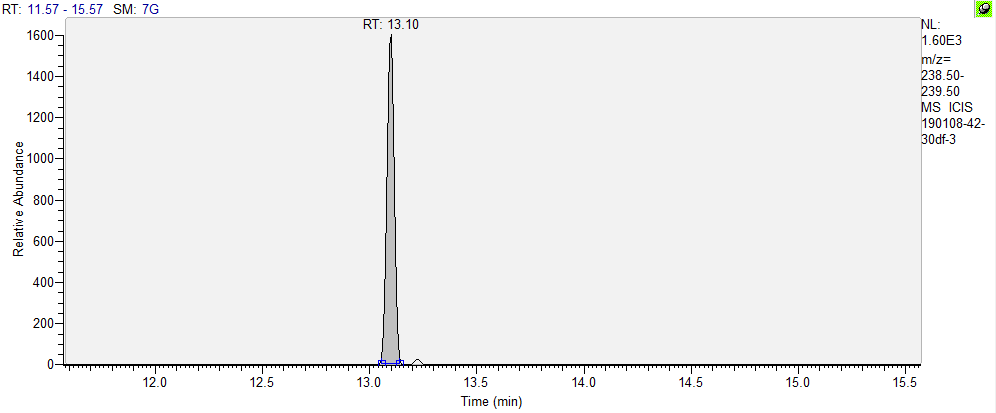 RT: 11.57 - 15.57 SM: 7G
RT: 13.10
NL:
1.60E3
m/z=
238.50-
239.50
MS ICIS
190108-42-
30df-3
1600
1400
1200
1000
800
600
400
200
0
Relative Abundance
12.0 12.5 13.0 13.5 14.0 14.5 15.0 15.5
Time (min)